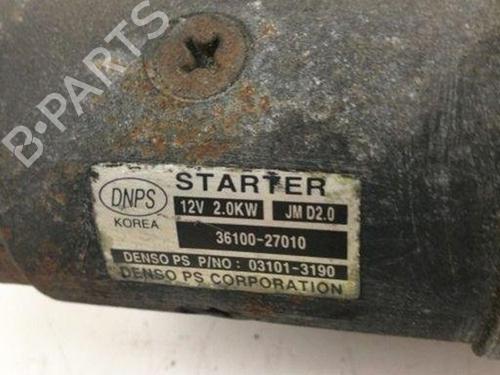 B-PARTS
DNPS
KOREA
STARTER
12V 2.0KW
JM D2.0
36100-27010
DENSO PS P/NO: 03101-3190
DENSO PS CORPORATION